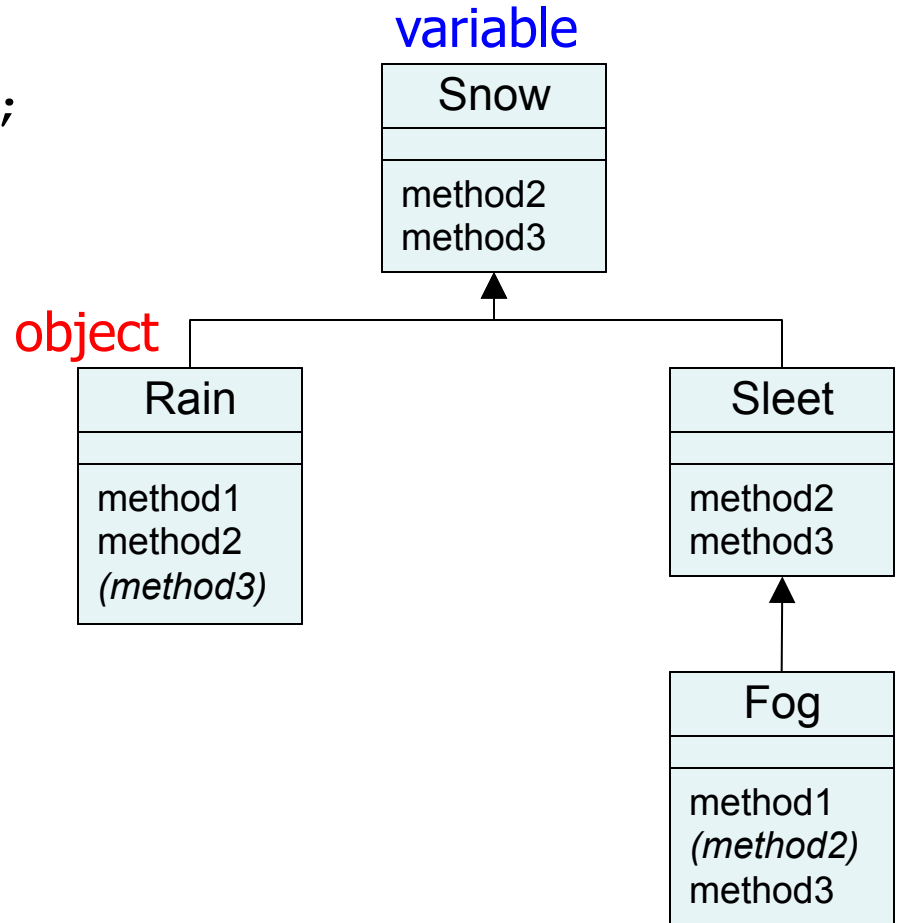 variable
;
Snow
method2
method3
object
Rain
method1
method2
(method3)
Sleet
method2
method3
Fog
method1
(method2)
method3